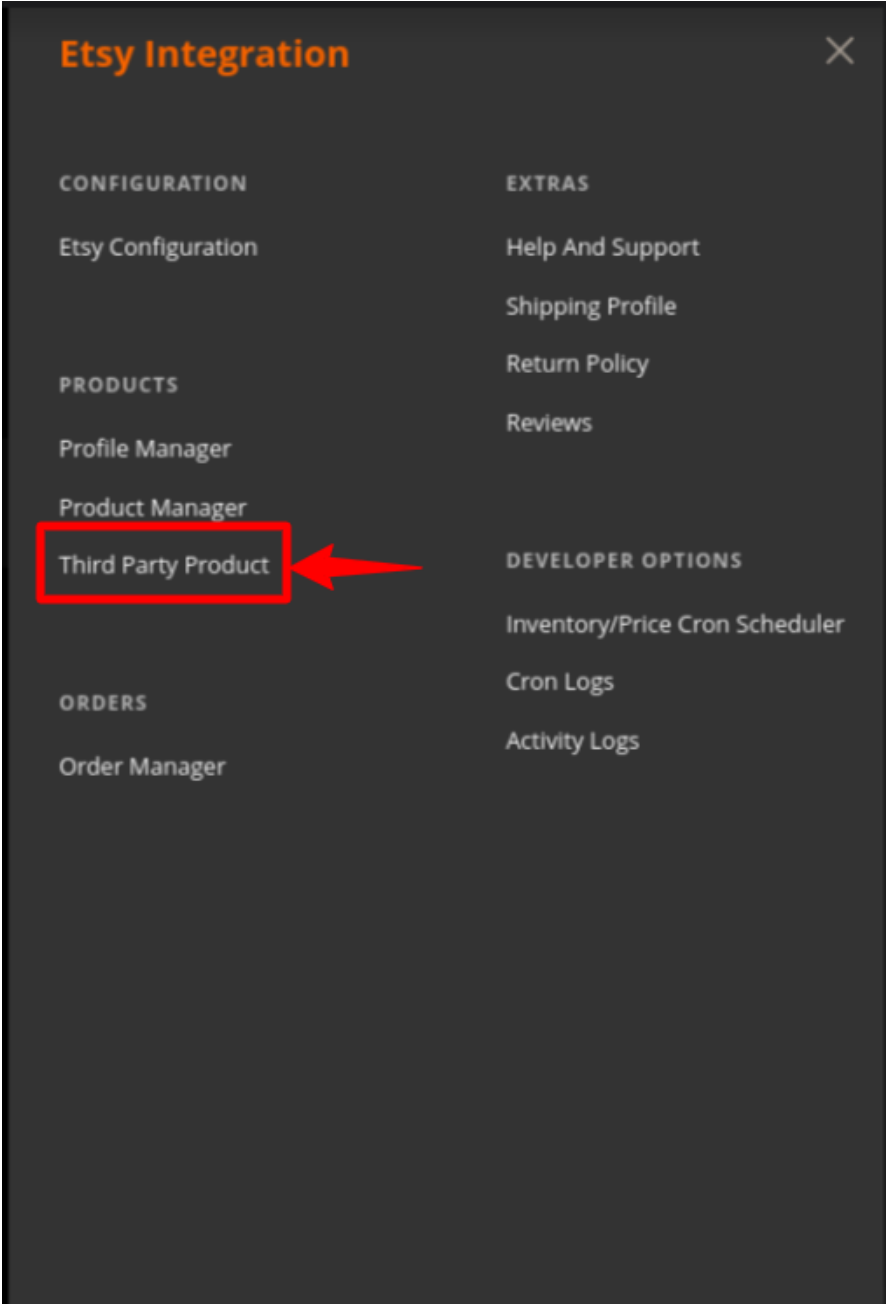 Etsy Integration
CONFIGURATION
Etsy Configuration
PRODUCTS
Profile Manager
Product Manager
Third Party Product
ORDERS
Order Manager
EXTRAS
Help And Support
Shipping Profile
Return Policy
Reviews
DEVELOPER OPTIONS
Inventory/Price Cron Scheduler
Cron Logs
Activity Logs